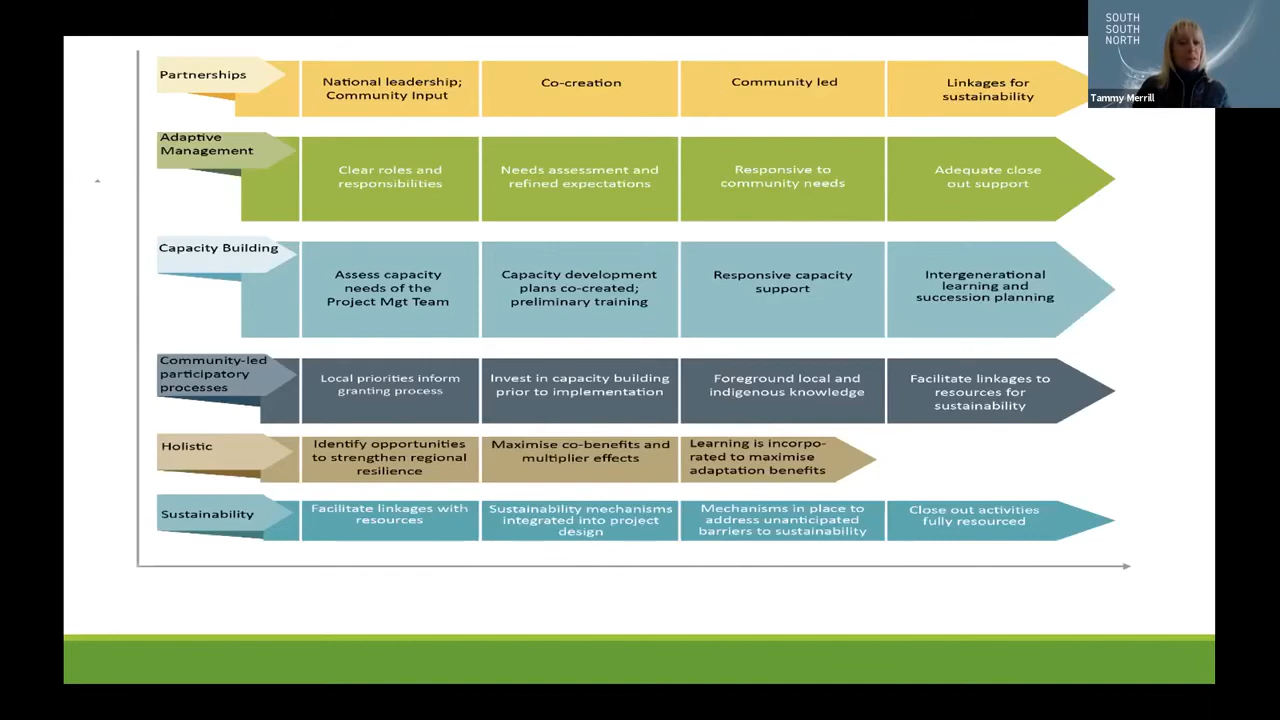 SOUTH
SOUTH
NORTH
Tammy Merrill
Partnerships
National leadership;
Community Input
Co-creation
Community led
Linkages for
sustainability
Adaptive
Management
Clear roles and
responsibilities
Needs assessment and
refined expectations
Responsive to
community needs
Adequate close
out support
Capacity Building
Assess capacity
needs of the
Project Mgt Team
Capacity development
plans co-created;
preliminary training
Responsive capacity
support
Intergenerational
learning and
succession planning
Community-led
participatory
processes
Local priorities inform
granting process
Invest in capacity building
prior to implementation
Foreground local and
indigenous knowledge
Facilitate linkages to
resources for
sustainability
Holistic
Identify opportunities
to strengthen regional
resilience
Maximise co-benefits and
multiplier effects
Learning is incorpo-
rated to maximise
adaptation benefits
Sustainability
Facilitate linkages with
resources
Sustainability mechanisms
integrated into project
design
Mechanisms in place to
address unanticipated
barriers to sustainability
Close out activities
fully resourced